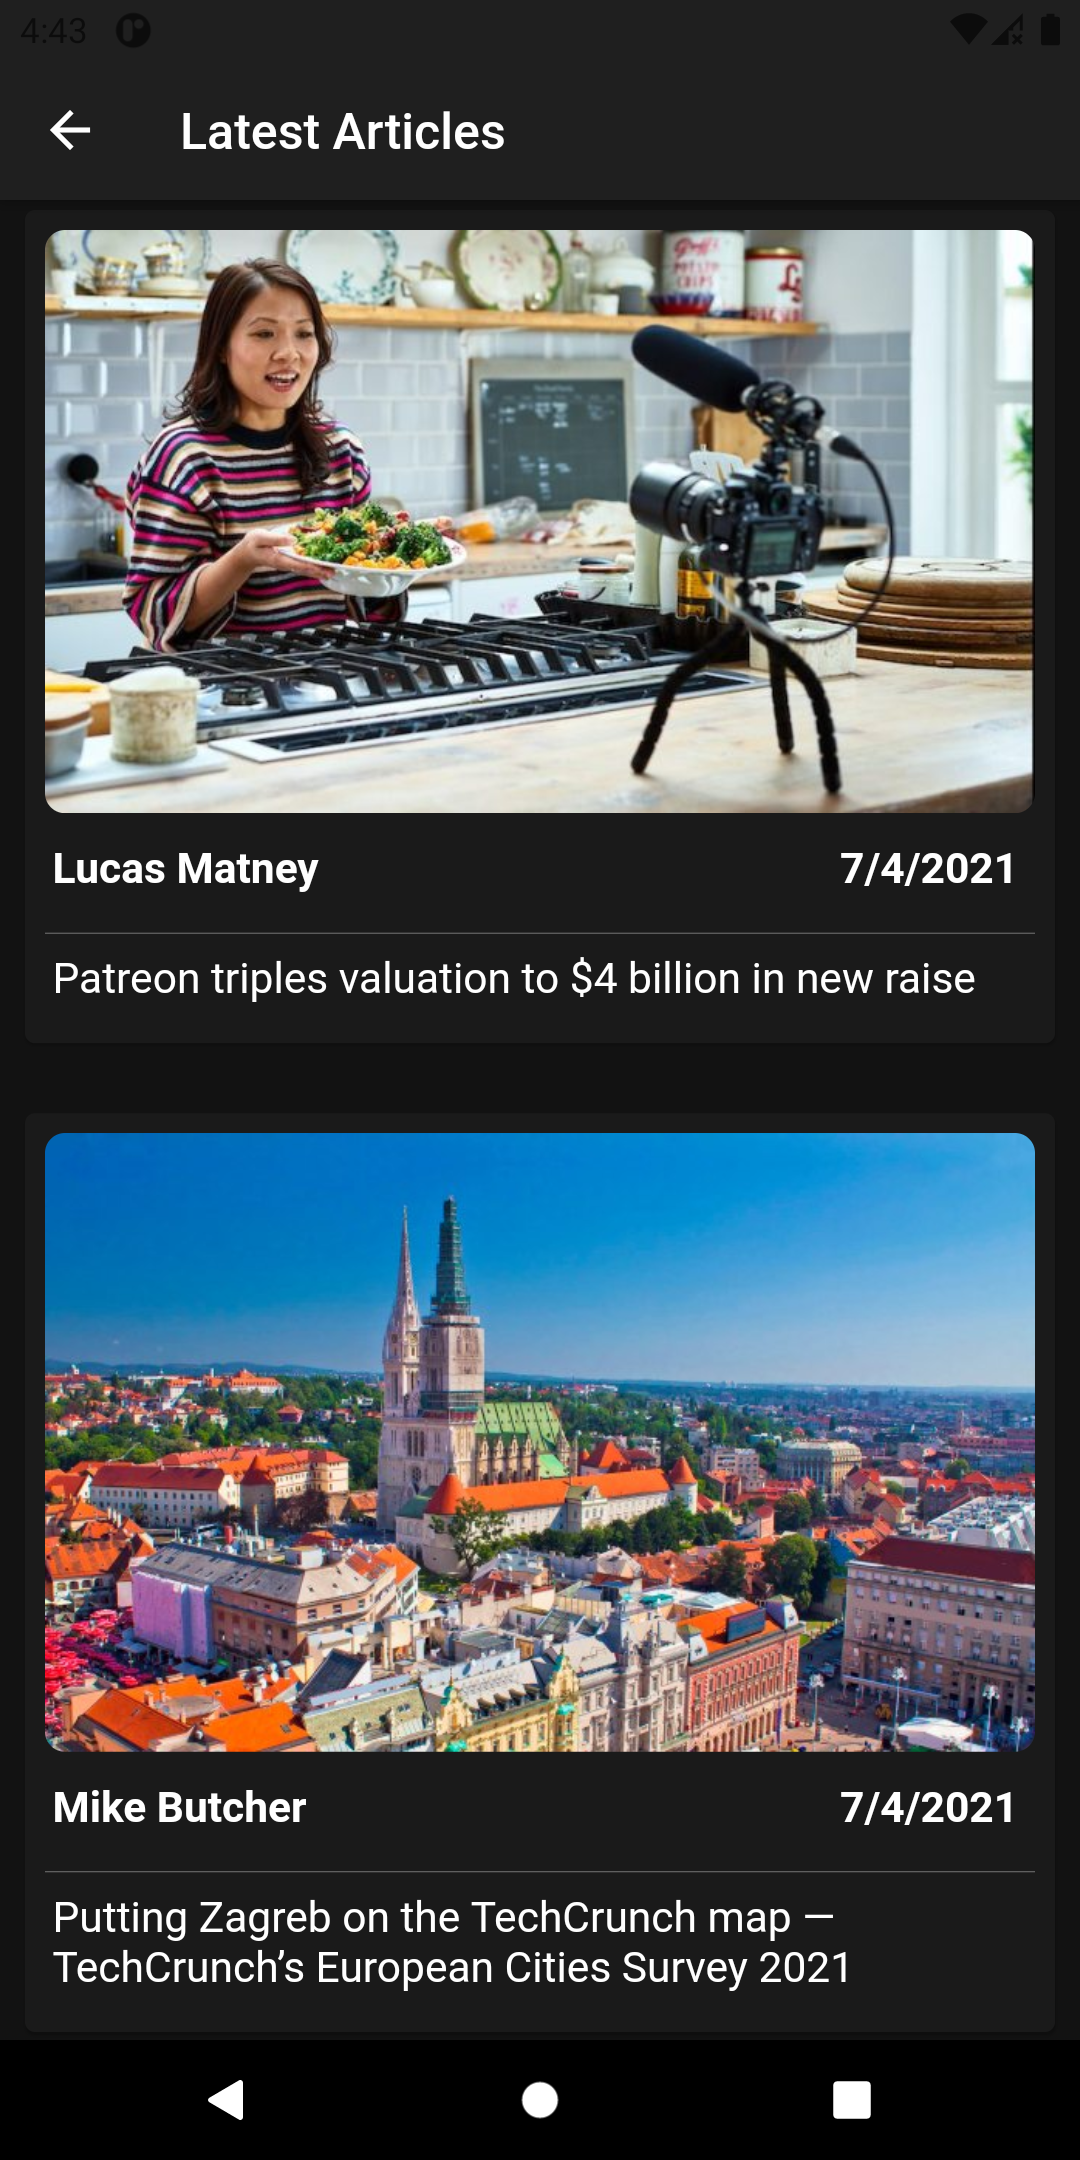 4:43
Latest Articles
Lucas Matney
7/4/2021
Patreon triples valuation to $4 billion in new raise
Mike Butcher
7/4/2021
Putting Zagreb on the TechCrunch map —
TechCrunch’s European Cities Survey 2021